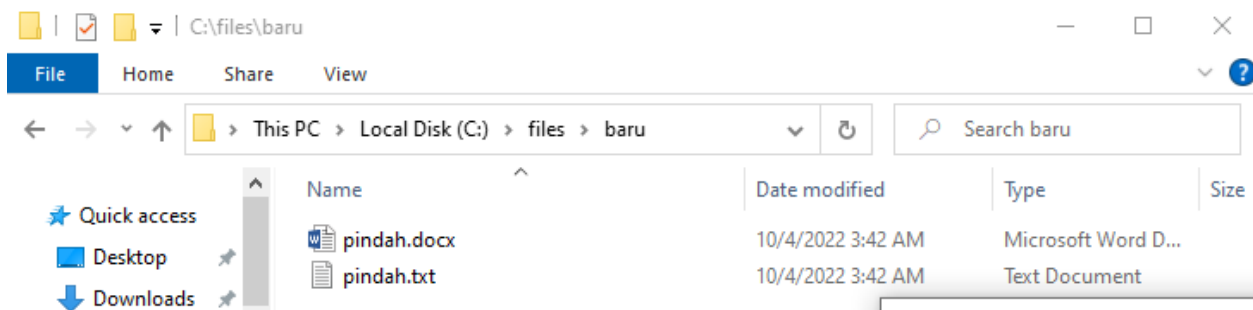 C:\files\baru
File Home Share View
This PC > Local Disk (C:) > files > baru Search baru
Name Date modified Type Size
Quick access
pindah.docx 10/4/2022 3:42 AM Microsoft Word D...
Desktop
pindah.txt 10/4/2022 3:42 AM Text Document
Downloads